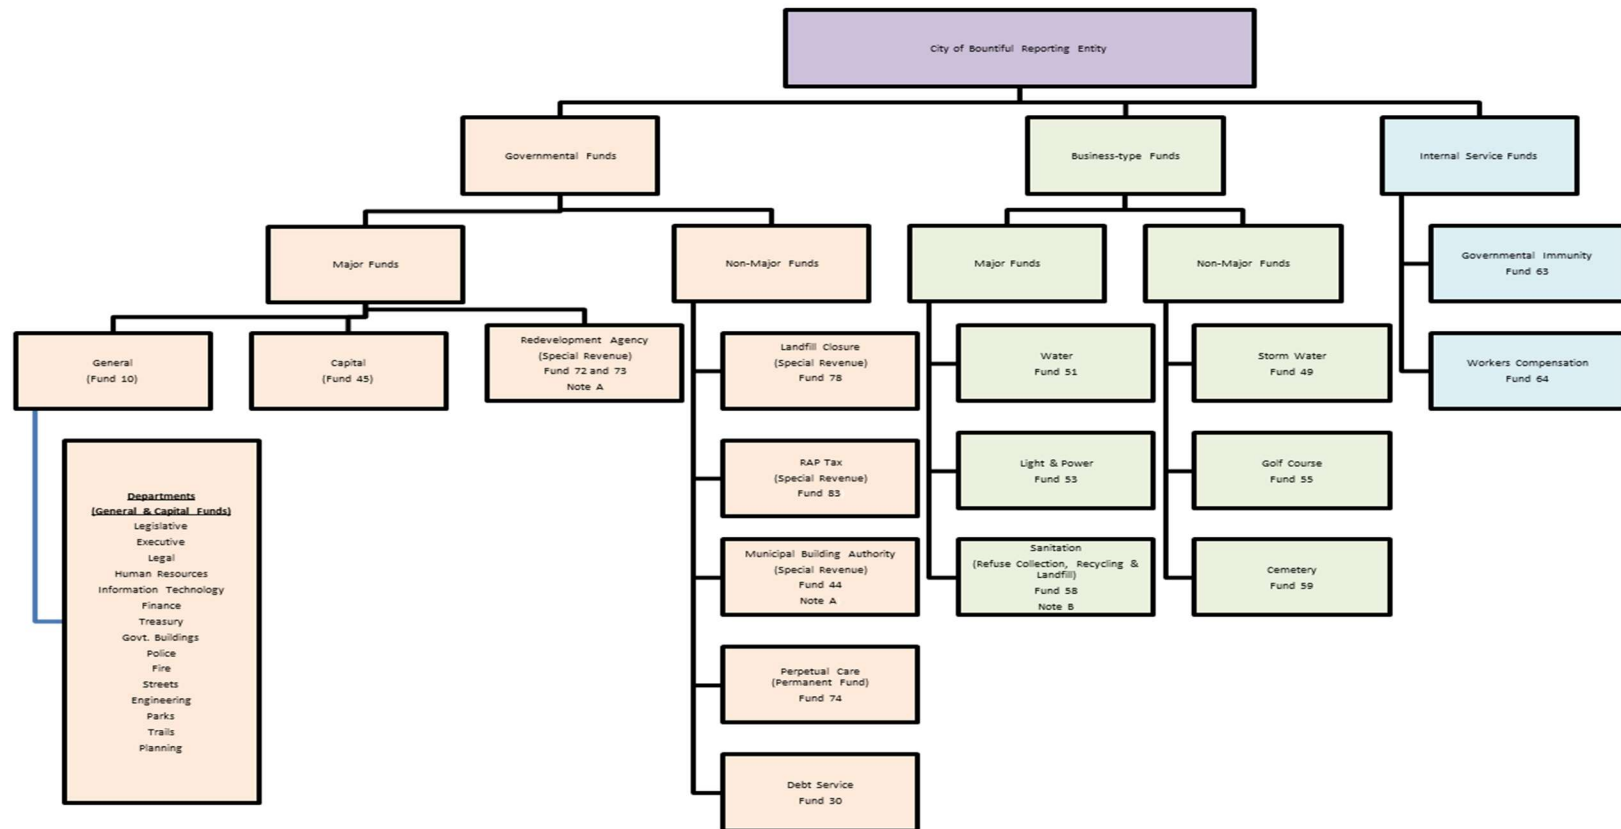 City of Bountiful Reporting Entity
Governmental Funds
Business-type Funds
Internal Service Funds
Major Funds
Non-Major Funds
Major Funds
Non-Major Funds
Governmental Immunity
Fund 63
General
(Fund 10)
Capital
(Fund 45)
Redevelopment Agency
(Special Revenue)
Fund 72 and 73
Note A
Landfill Closure
(Special Revenue)
Fund 78
Water
Fund 51
Storm Water
Fund 49
Workers Compensation
Fund 64
Departments
(General & Capital Funds)
Legislative
Executive
Legal
Human Resources
Information Technology
Finance
Treasury
Govt. Buildings
Police
Fire
Streets
Engineering
Parks
Trails
Planning
RAP Tax
(Special Revenue)
Fund 83
Light & Power
Fund 53
Golf Course
Fund 55
Municipal Building Authority
(Special Revenue)
Fund 44
Note A
Sanitation
(Refuse Collection, Recycling &
Landfill)
Fund 58
Note B
Cemetery
Fund 59
Perpetual Care
(Permanent Fund)
Fund 74
Debt Service
Fund 30